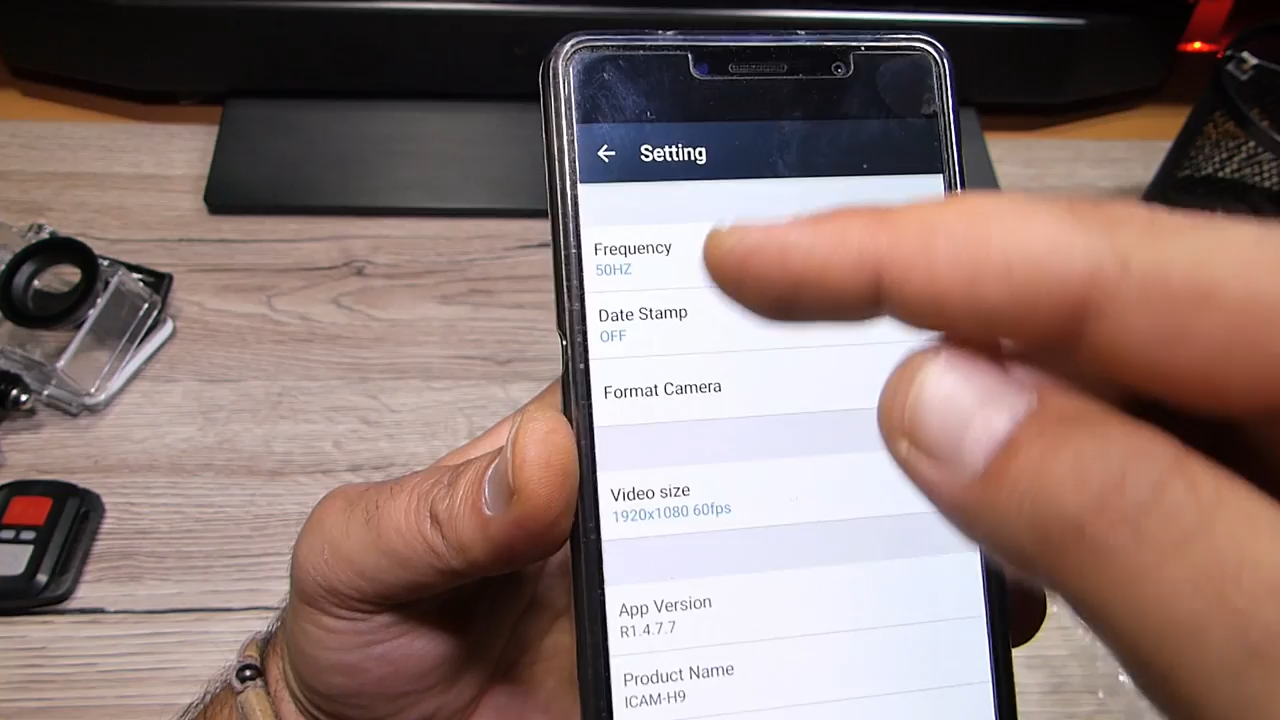 Setting
Frequency
50HZ
Date Stamp
OFF
Format Camera
Video size
1920x1080 60fps
App Version
R1.4.7.7
Product Name
ICAM-H9